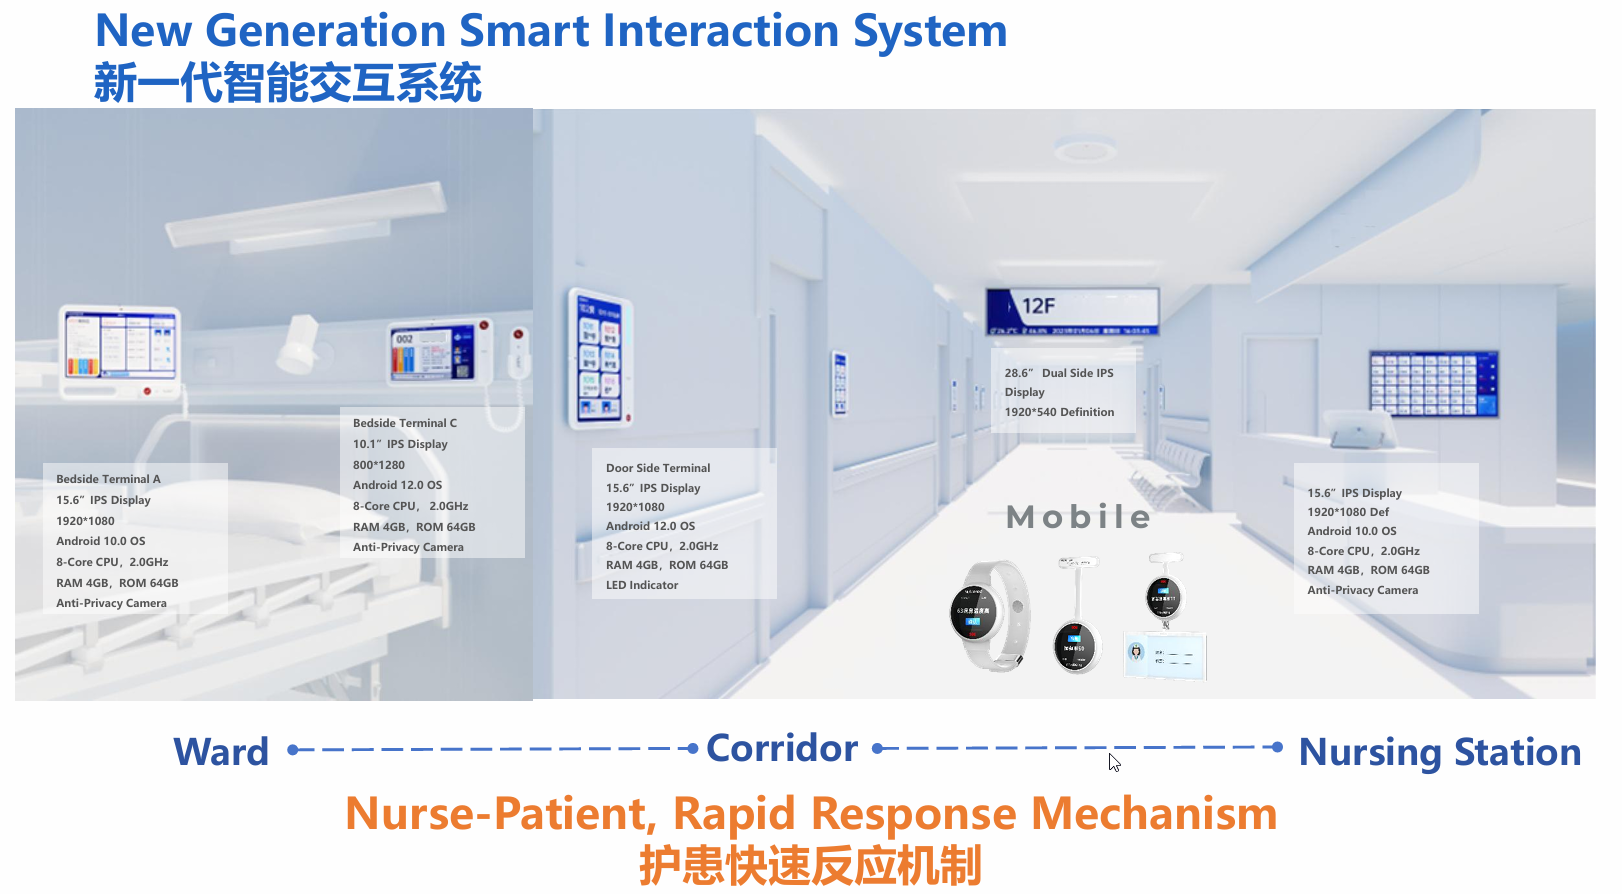 New Generation Smart Interaction System
新一代智能交互系统
002
12F
28.6” Dual Side IPS
Display
1920*540 Definition
Bedside Terminal C
10.1” IPS Display
800*1280
Android 12.0 OS
8-Core CPU， 2.0GHz
RAM 4GB，ROM 64GB
Anti-Privacy Camera
Bedside Terminal A
15.6” IPS Display
1920*1080
Android 10.0 OS
8-Core CPU，2.0GHz
RAM 4GB，ROM 64GB
Anti-Privacy Camera
Door Side Terminal
15.6” IPS Display
1920*1080
Android 12.0 OS
8-Core CPU，2.0GHz
RAM 4GB，ROM 64GB
LED Indicator
15.6” IPS Display
1920*1080 Def
Android 10.0 OS
8-Core CPU，2.0GHz
RAM 4GB，ROM 64GB
Anti-Privacy Camera
Mobile
Ward
Corridor
Nursing Station
Nurse-Patient, Rapid Response Mechanism
护患快速反应机制